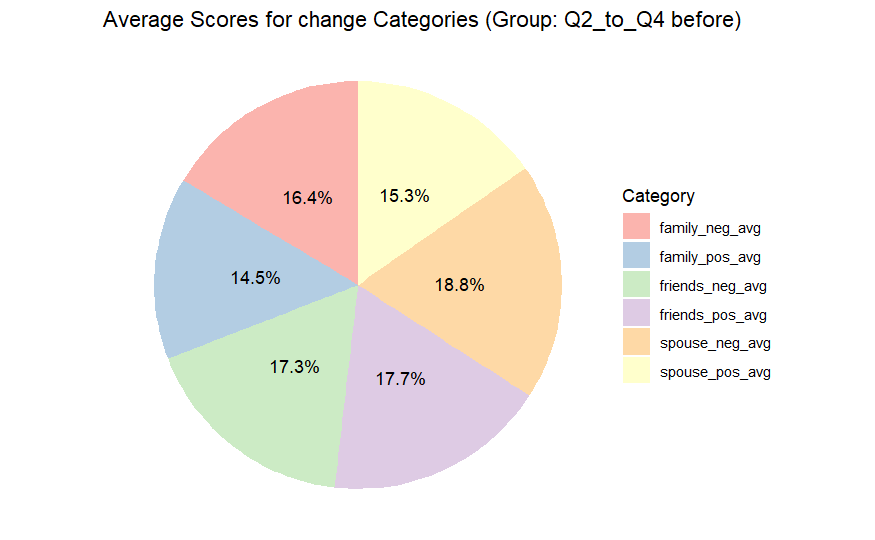 Average Scores for change Categories (Group: Q2_to_Q4 before)
16.4%
15.3%
14.5%
18.8%
17.3%
17.7%
Category
family_neg_avg
family_pos_avg
friends_neg_avg
friends_pos_avg
spouse_neg_avg
spouse_pos_avg